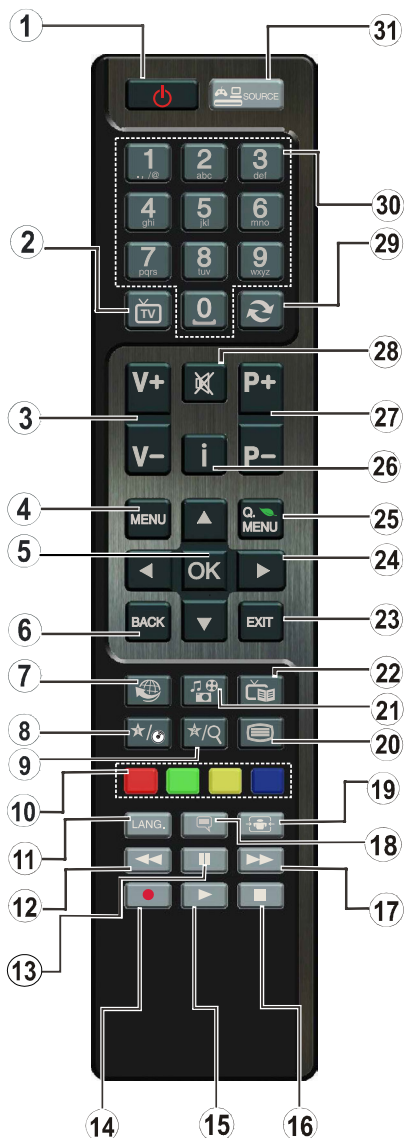 1
31
SOURCE
1 2 3
. , /@ abc def
30
4 5 6
ghi jkl mno
7 8 9
pqrs tuv wxyz
2
29
TV 0
28
V+ P+
3
27
V- i P-
26
4
MENU Q. MENU
25
5
OK
24
6
BACK EXIT
23
7
22
21
8
20
9
10
19
LANG.
11
18
12
17
13
14 15 16